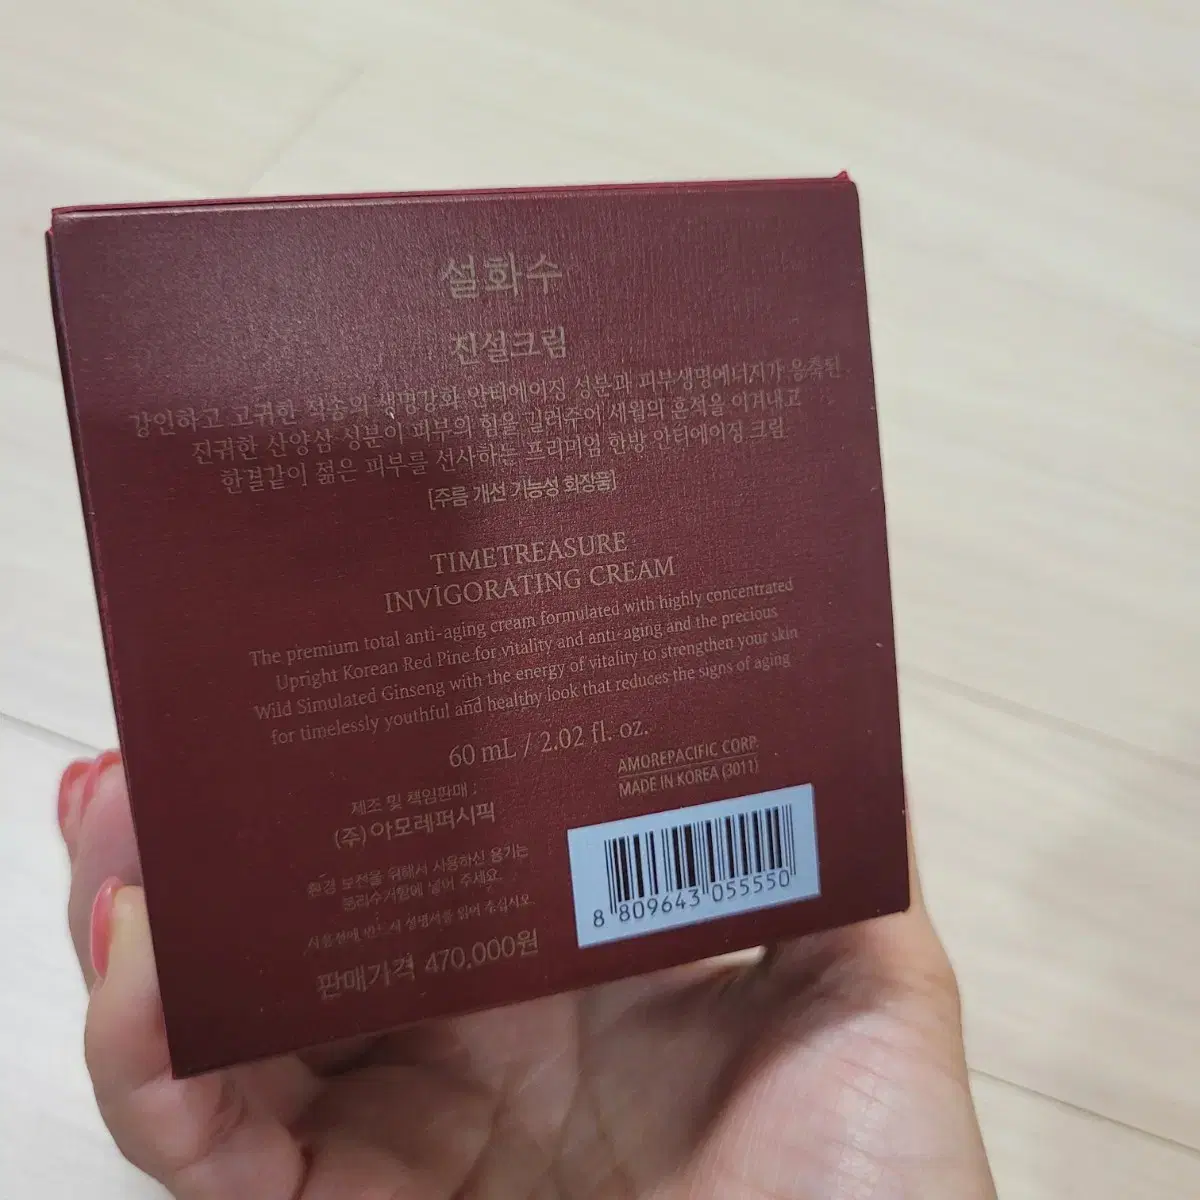 설화수
진설크림
강인하고 고귀한 적송의 생명강화 안티에이징 성분과 피부생명에너지가 응축된
진귀한 산양삼 성분이 피부의 힘을 길러주어 세월의 흔적을 이겨내고
한결같이 젊은 피부를 선사하는 프리미엄 한방 안티에이징 크림
[주름 개선 기능성 화장품]
TIMETREASURE
INVIGORATING CREAM
The premium total anti-aging cream formulated with highly concentrated
Upright Korean Red Pine for vitality and anti-aging and the precious
Wild Simulated Ginseng with the energy of vitality to strengthen your skin
for timelessly youthful and healthy look that reduces the signs of aging
60 mL / 2.02 fl. oz.
제조 및 책임판매 :
(주)아모레퍼시픽
환경 보전을 위해서 사용하신 용기는
분리수거함에 넣어 주세요.
사용전에 반드시 설명서를 읽어 주십시오.
판매가격 470,000원
AMOREPACIFIC CORP.
MADE IN KOREA (3011)
8 809643 055550